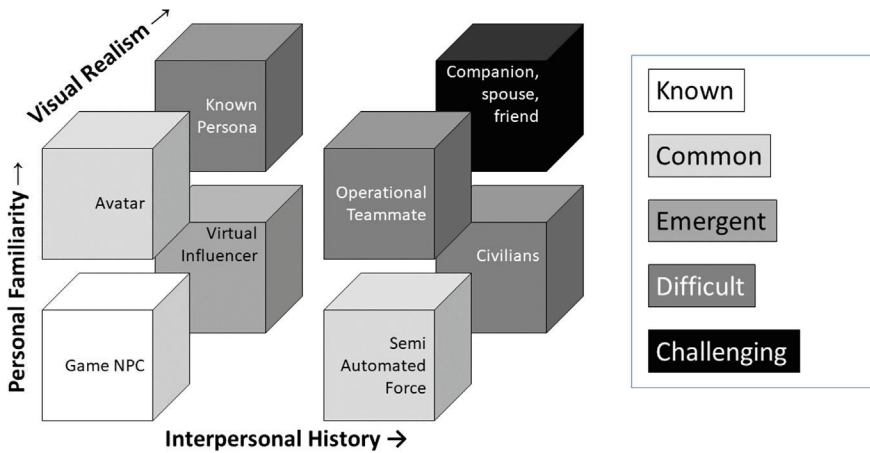 Visual Realism →
Personal Familiarity →
Known
Persona
Companion,
spouse,
friend
Avatar
Operational
Teammate
Virtual
Influencer
Civilians
Game NPC
Semi
Automated
Force
Interpersonal History →
Known
Common
Emergent
Difficult
Challenging